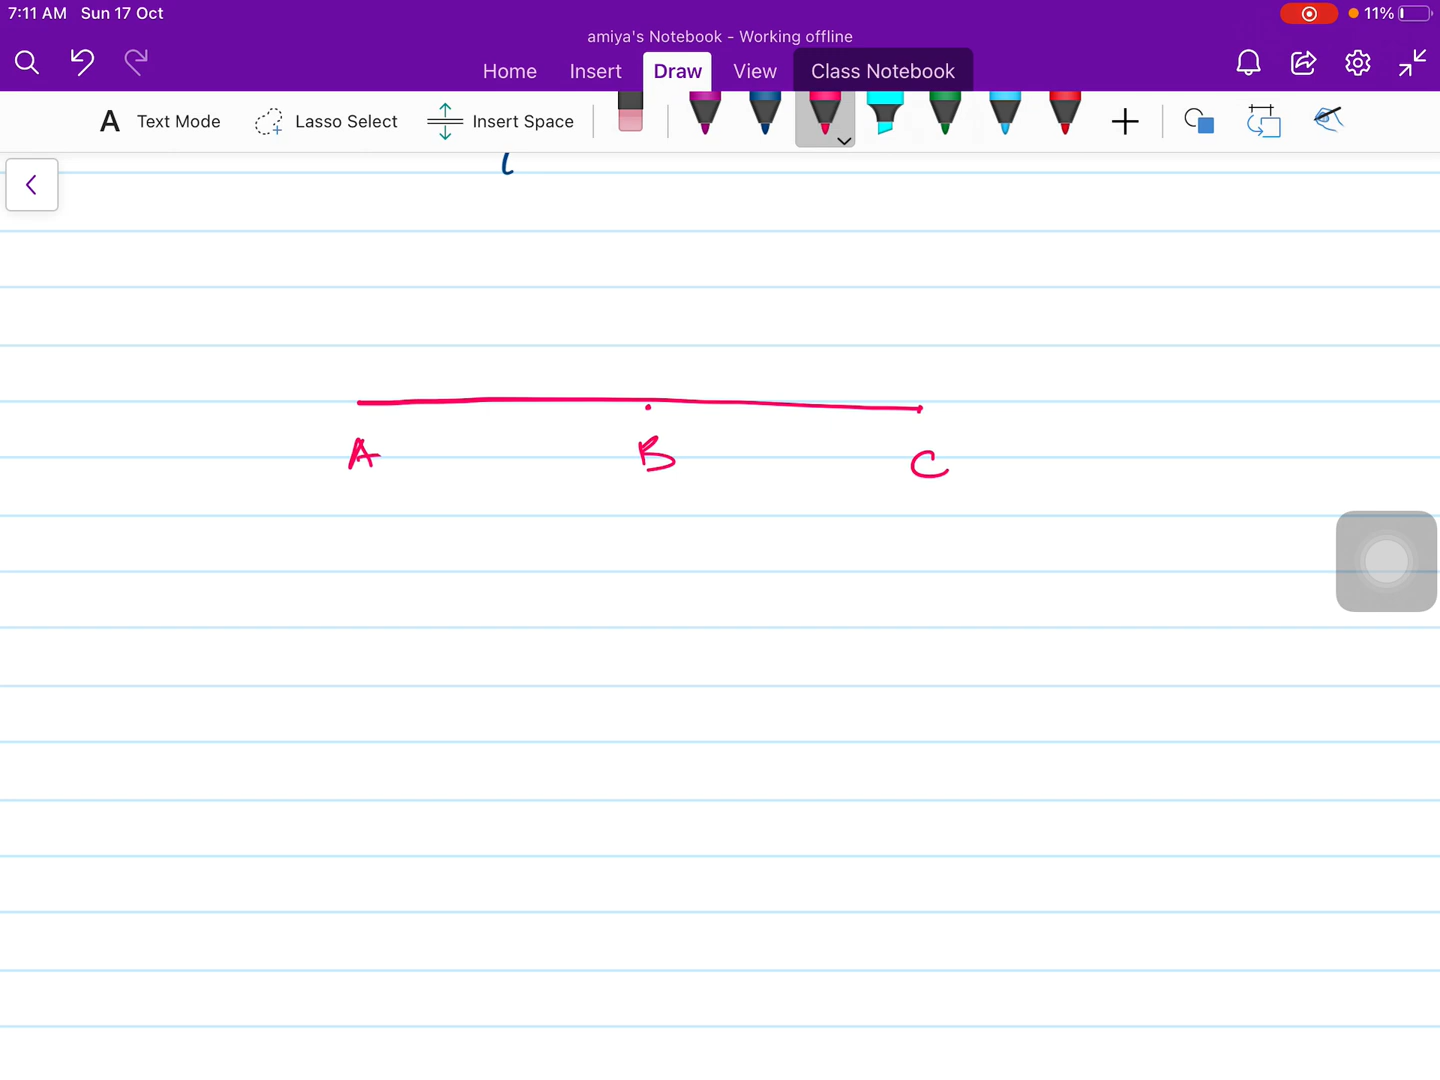 7:11 AM Sun 17 Oct 11%
amiya's Notebook - Working offline
Home Insert Draw View Class Notebook
A Text Mode Lasso Select Insert Space
A B C